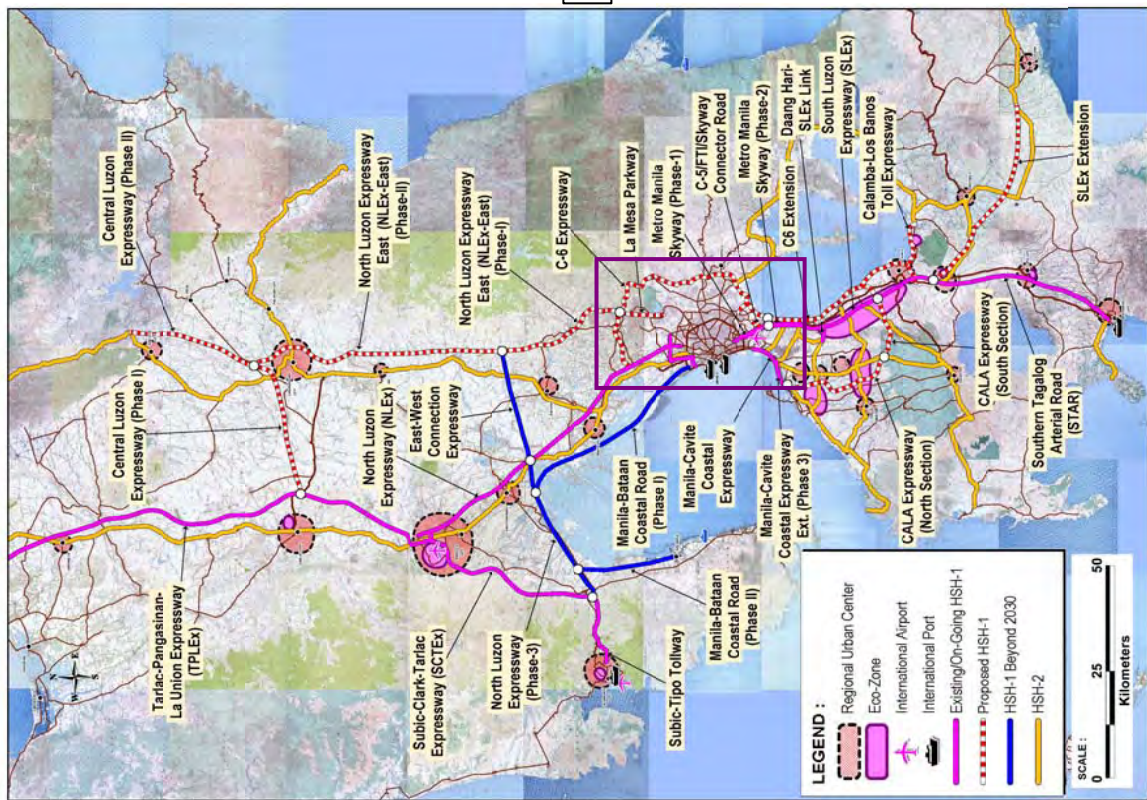 Central Luzon
Expressway (Phase II)
Central Luzon
Expressway (Phase I)
Tarlac-Pangasinan-
La Union Expressway
(TPLEx)
North Luzon Expressway
East (NLEx-East)
(Phase-II)
North Luzon Expressway
East (NLEx-East)
(Phase-I)
North Luzon
Expressway (NLEx)
East-West
Connection
Expressway
Subic-Clark-Tarlac
Expressway (SCTEx)
North Luzon
Expressway
(Phase-3)
Subic-Tipo Tollway
Manila-Bataan
Coastal Road
(Phase II)
Manila-Bataan
Coastal Road
(Phase I)
C-6 Expressway
La Mesa Parkway
Metro Manila
Skyway (Phase-1)
C-5/FTI/Skyway
Connector Road
Metro Manila
Skyway (Phase-2)
C6 Extension
Daang Hari-
SLEx Link
South Luzon
Expressway (SLEx)
Calamba-Los Banos
Toll Expressway
SLEx Extension
Manila-Cavite
Coastal
Expressway
Manila-Cavite
Coastal Expressway
Ext. (Phase 3)
CALA Expressway
(North Section)
CALA Expressway
(South Section)
Southern Tagalog
Arterial Road
(STAR)
N
S
E
W
LEGEND :
Regional Urban Center
Eco-Zone
International Airport
International Port
Existing/On-Going HSH-1
Proposed HSH-1
HSH-1 Beyond 2030
HSH-2
SCALE :
0
25
50
Kilometers